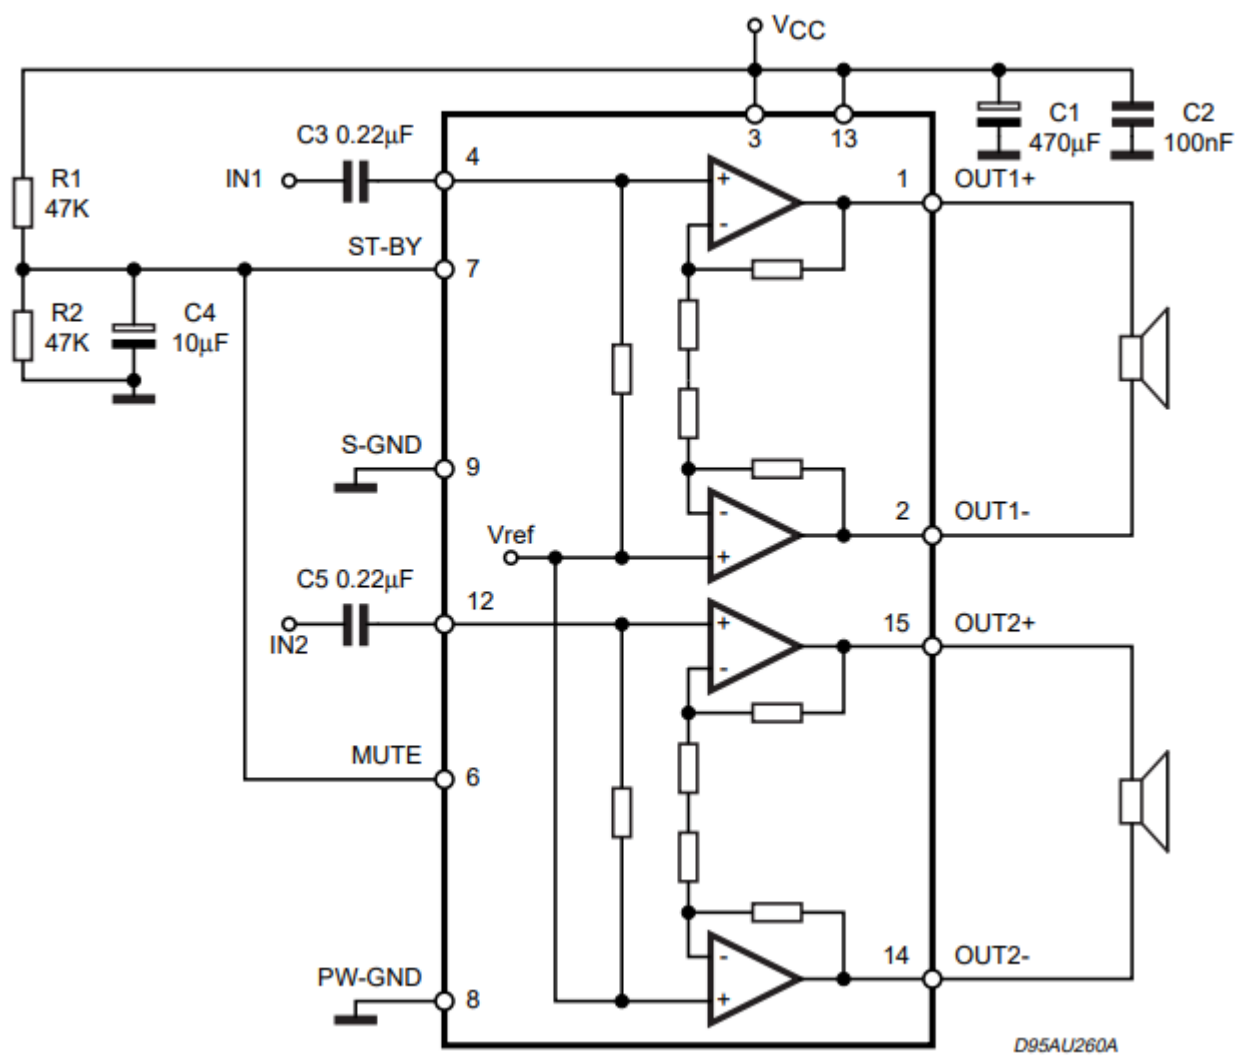 VCC
C3 0.22µF
4
3
13
C1
470µF
C2
100nF
IN1
R1
47K
ST-BY
7
+
-
1
OUT1+
R2
47K
C4
10µF
S-GND
9
Vref
-
+
2
OUT1-
C5 0.22µF
12
IN2
+
-
15
OUT2+
MUTE
6
PW-GND
8
-
+
14
OUT2-
D95AU260A